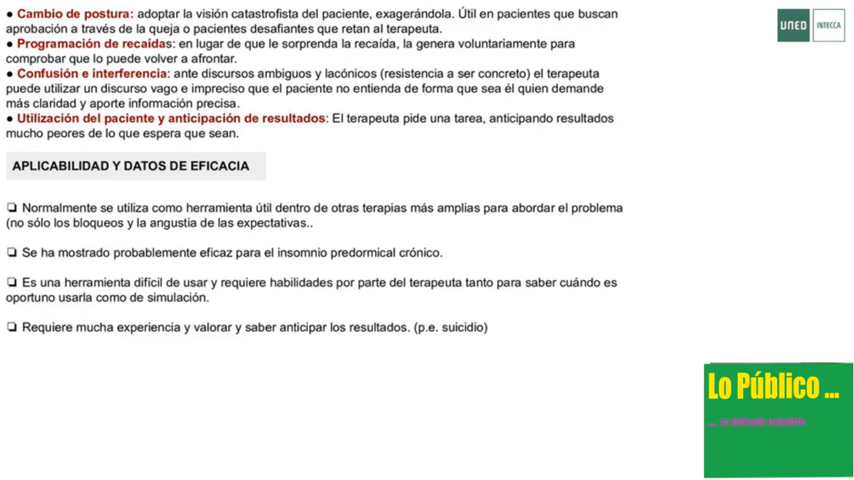 ● Cambio de postura: adoptar la visión catastrofista del paciente, exagerándola. Útil en pacientes que buscan
aprobación a través de la queja o pacientes desafiantes que retan al terapeuta.
● Programación de recaídas: en lugar de que le sorprenda la recaída, la genera voluntariamente para
comprobar que lo puede volver a afrontar.
● Confusión e interferencia: ante discursos ambiguos y lacónicos (resistencia a ser concreto) el terapeuta
puede utilizar un discurso vago e impreciso que el paciente no entienda de forma que sea él quien demande
más claridad y aporte información precisa.
● Utilización del paciente y anticipación de resultados: El terapeuta pide una tarea, anticipando resultados
mucho peores de lo que espera que sean.
APLICABILIDAD Y DATOS DE EFICACIA
❑ Normalmente se utiliza como herramienta útil dentro de otras terapias más amplias para abordar el problema
(no sólo los bloqueos y la angustia de las expectativas..
❑ Se ha mostrado probablemente eficaz para el insomnio predormical crónico.
❑ Es una herramienta difícil de usar y requiere habilidades por parte del terapeuta tanto para saber cuándo es
oportuno usarla como de simulación.
❑ Requiere mucha experiencia y valorar y saber anticipar los resultados. (p.e. suicidio)
UNED INTECCA
Lo Público ...